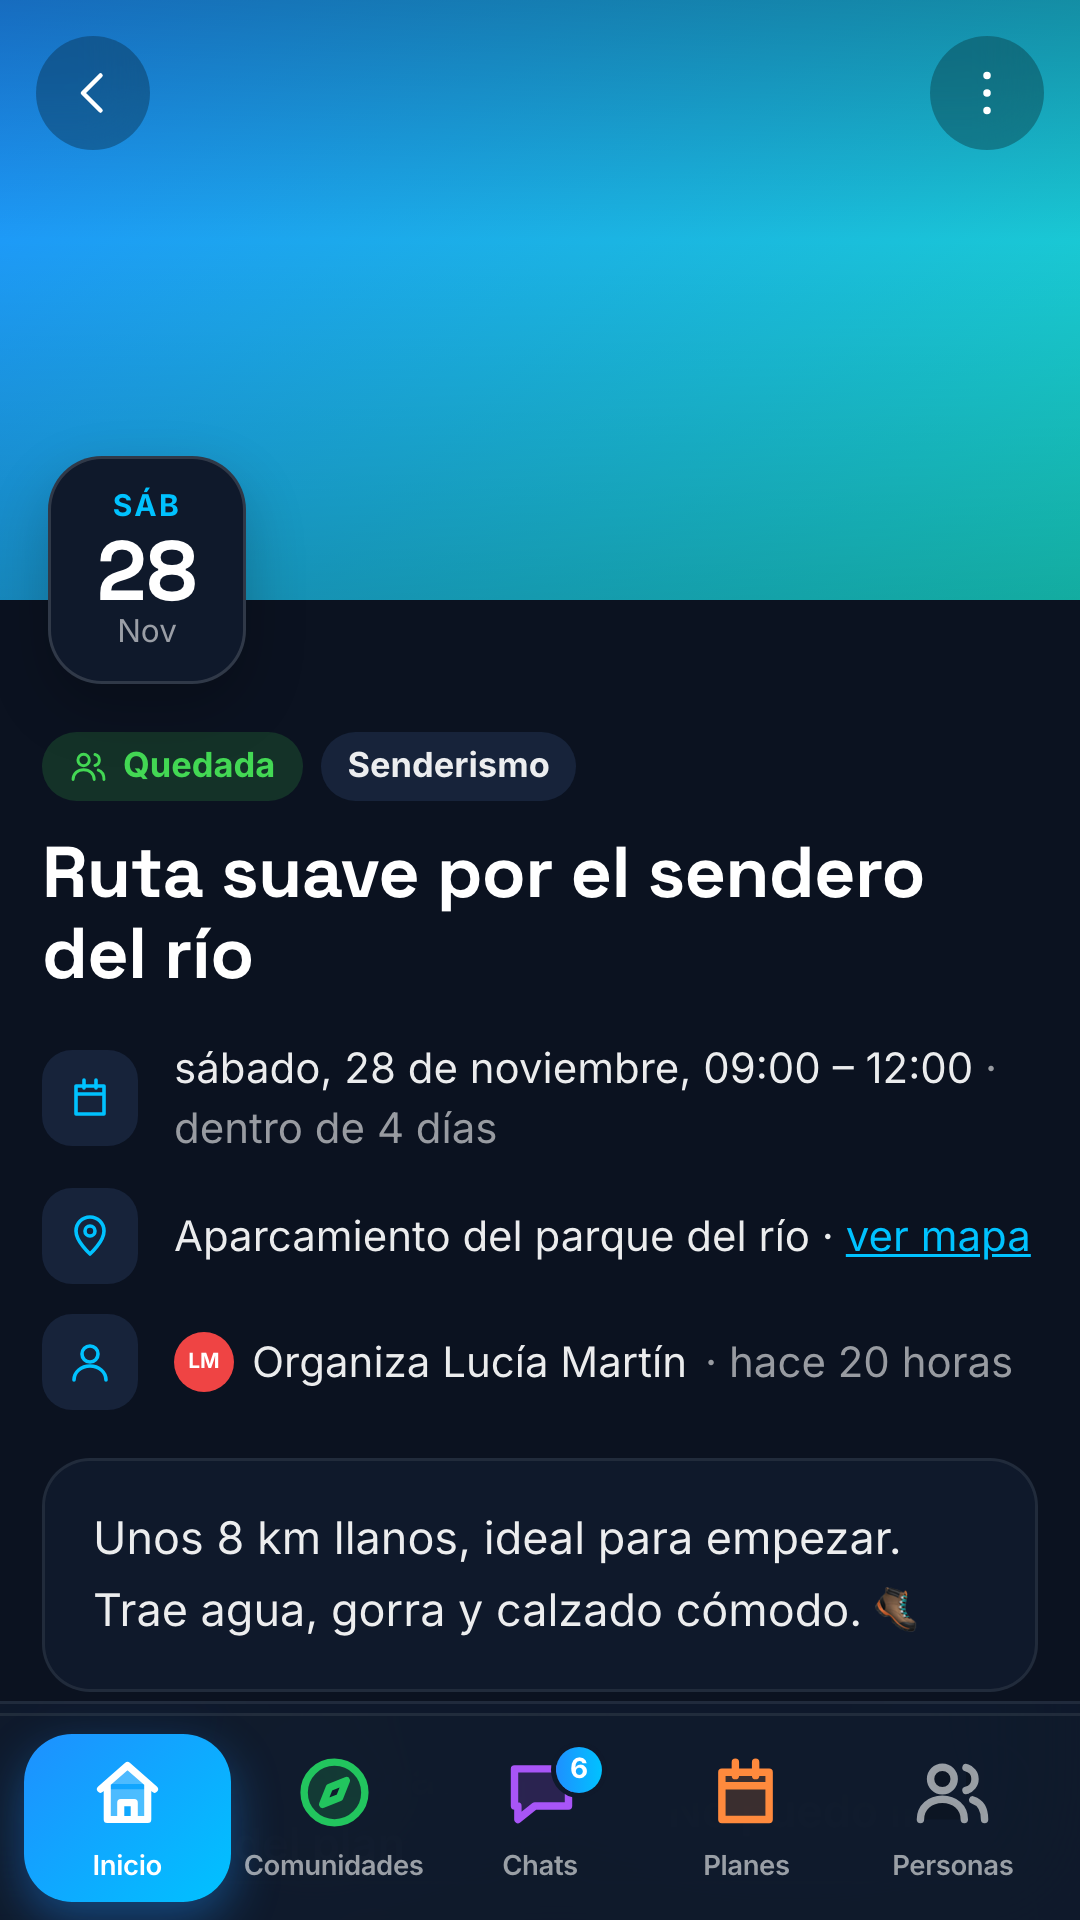 SÁB
28
Nov
Quedada
Senderismo
Ruta suave por el sendero
del río
sábado, 28 de noviembre, 09:00 – 12:00 ·
dentro de 4 días
Aparcamiento del parque del río · ver mapa
LM Organiza Lucía Martín · hace 20 horas
Unos 8 km llanos, ideal para empezar.
Trae agua, gorra y calzado cómodo. 🥾
6
Inicio
Comunidades
Chats
Planes
Personas